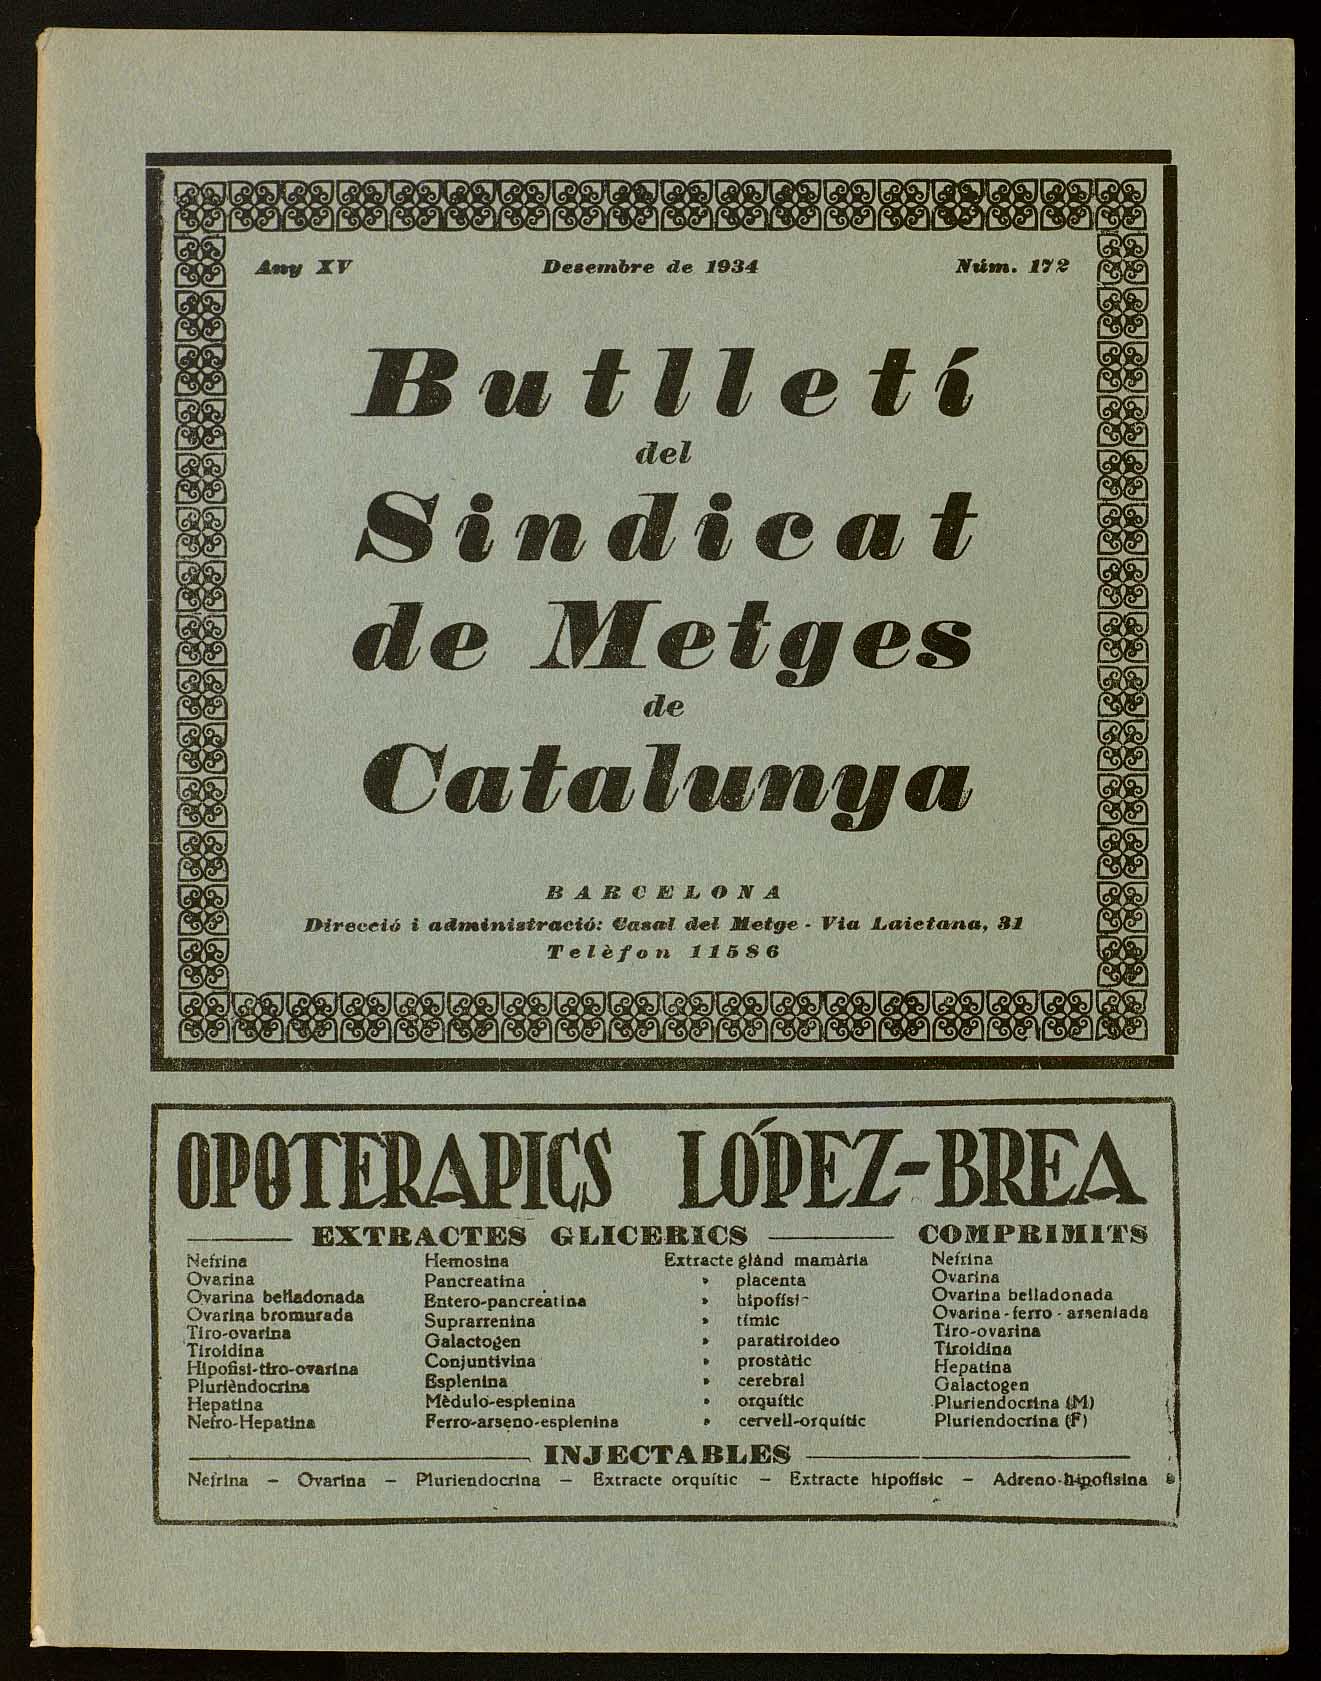 Any XV Desembre de 1934 Núm. 172
Butlletí
del
Sindicat
de Metges
de
Catalunya
BARCELONA
Direcció i administració: Casal del Metge - Via Laietana, 31
Telèfon 11586
OPOTERAPICS LÓPEZ-BREA
EXTRACTES GLICERICS
Nefrina
Ovarina
Ovarina belladonada
Ovarina bromurada
Tiro-ovarina
Tiroidina
Hipofisi-tiro-ovarina
Plurièndocrina
Hepatina
Nefro-Hepatina
Hemosina
Pancreatina
Entero-pancreatina
Suprarrenina
Galactogen
Conjuntivina
Esplenina
Mèdulo-esplenina
Ferro-arseno-esplenina
Extracte glànd mamària
» placenta
» hipofísi
» tímic
» paratiroideo
» prostàtic
» cerebral
» orquític
» cervell-orquític
COMPRIMITS
Nefrina
Ovarina
Ovarina belladonada
Ovarina-ferro-arseniada
Tiro-ovarina
Tiroidina
Hepatina
Galactogen
Pluriendocrina (M)
Pluriendocrina (F)
INJECTABLES
Nefrina – Ovarina – Pluriendocrina – Extracte orquític – Extracte hipofísic – Adreno-hipofisina